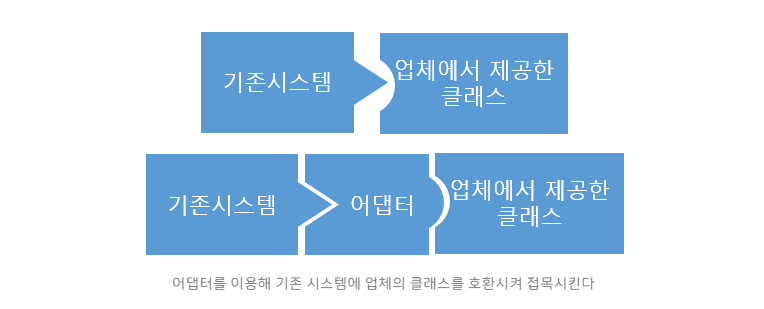 기존시스템
업체에서 제공한
클래스
기존시스템
어댑터
업체에서 제공한
클래스
어댑터를 이용해 기존 시스템에 업체의 클래스를 호환시켜 접목시킨다